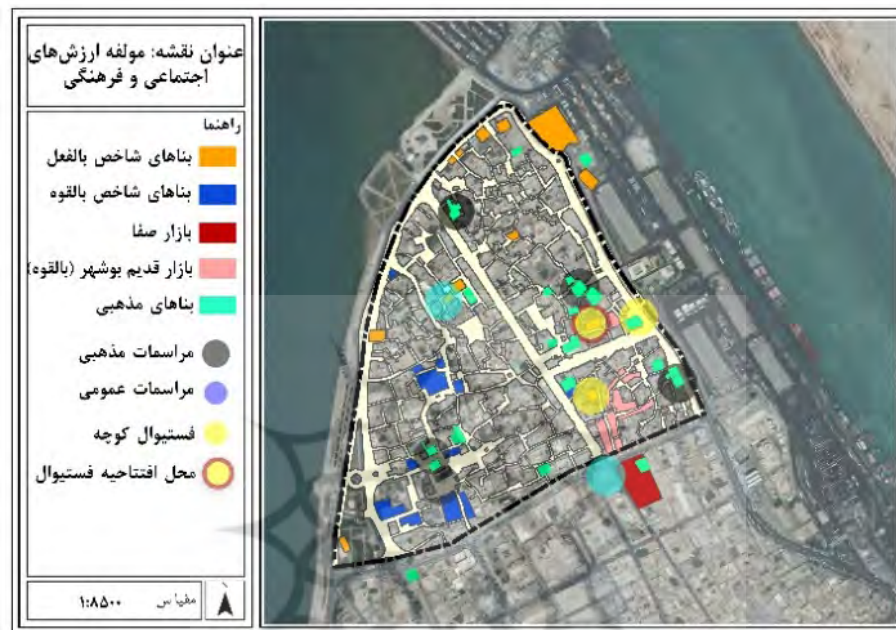 عنوان نقشه: مولفه ارزش‌های
اجتماعی و فرهنگی
راهنما
بناهای شاخص بالفعل
بناهای شاخص بالقوه
بازار صفا
بازار قدیم بوشهر (بالقوه)
بناهای مذهبی
مراسمات مذهبی
مراسمات عمومی
فستیوال کوچه
محل افتتاحیه فستیوال
مقیاس ۱:۸۵۰۰